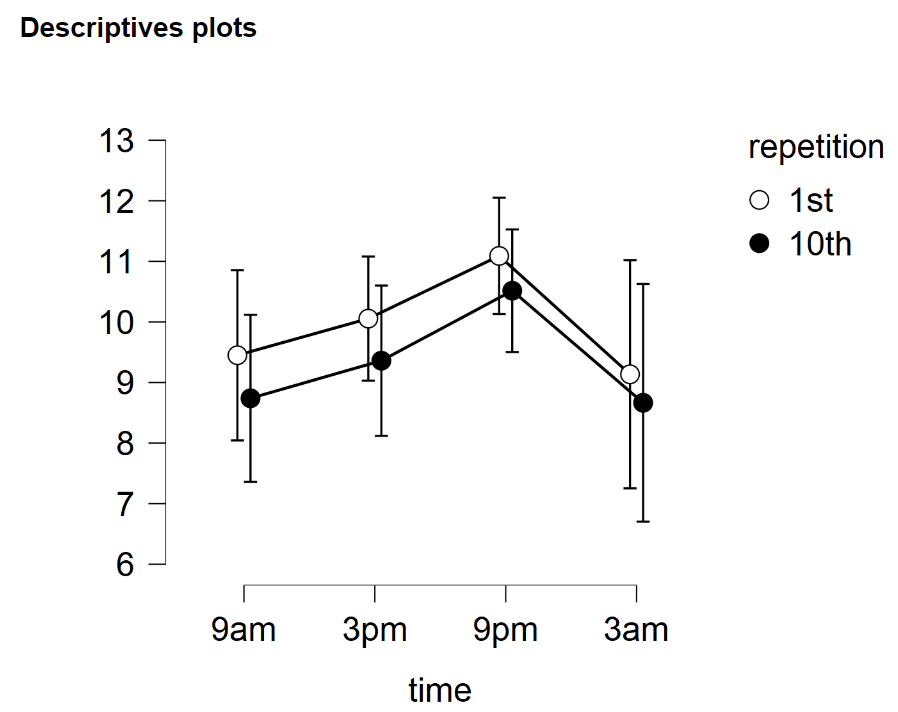 Descriptives plots
13
12
11
10
9
8
7
6
9am 3pm 9pm 3am
time
repetition
1st
10th